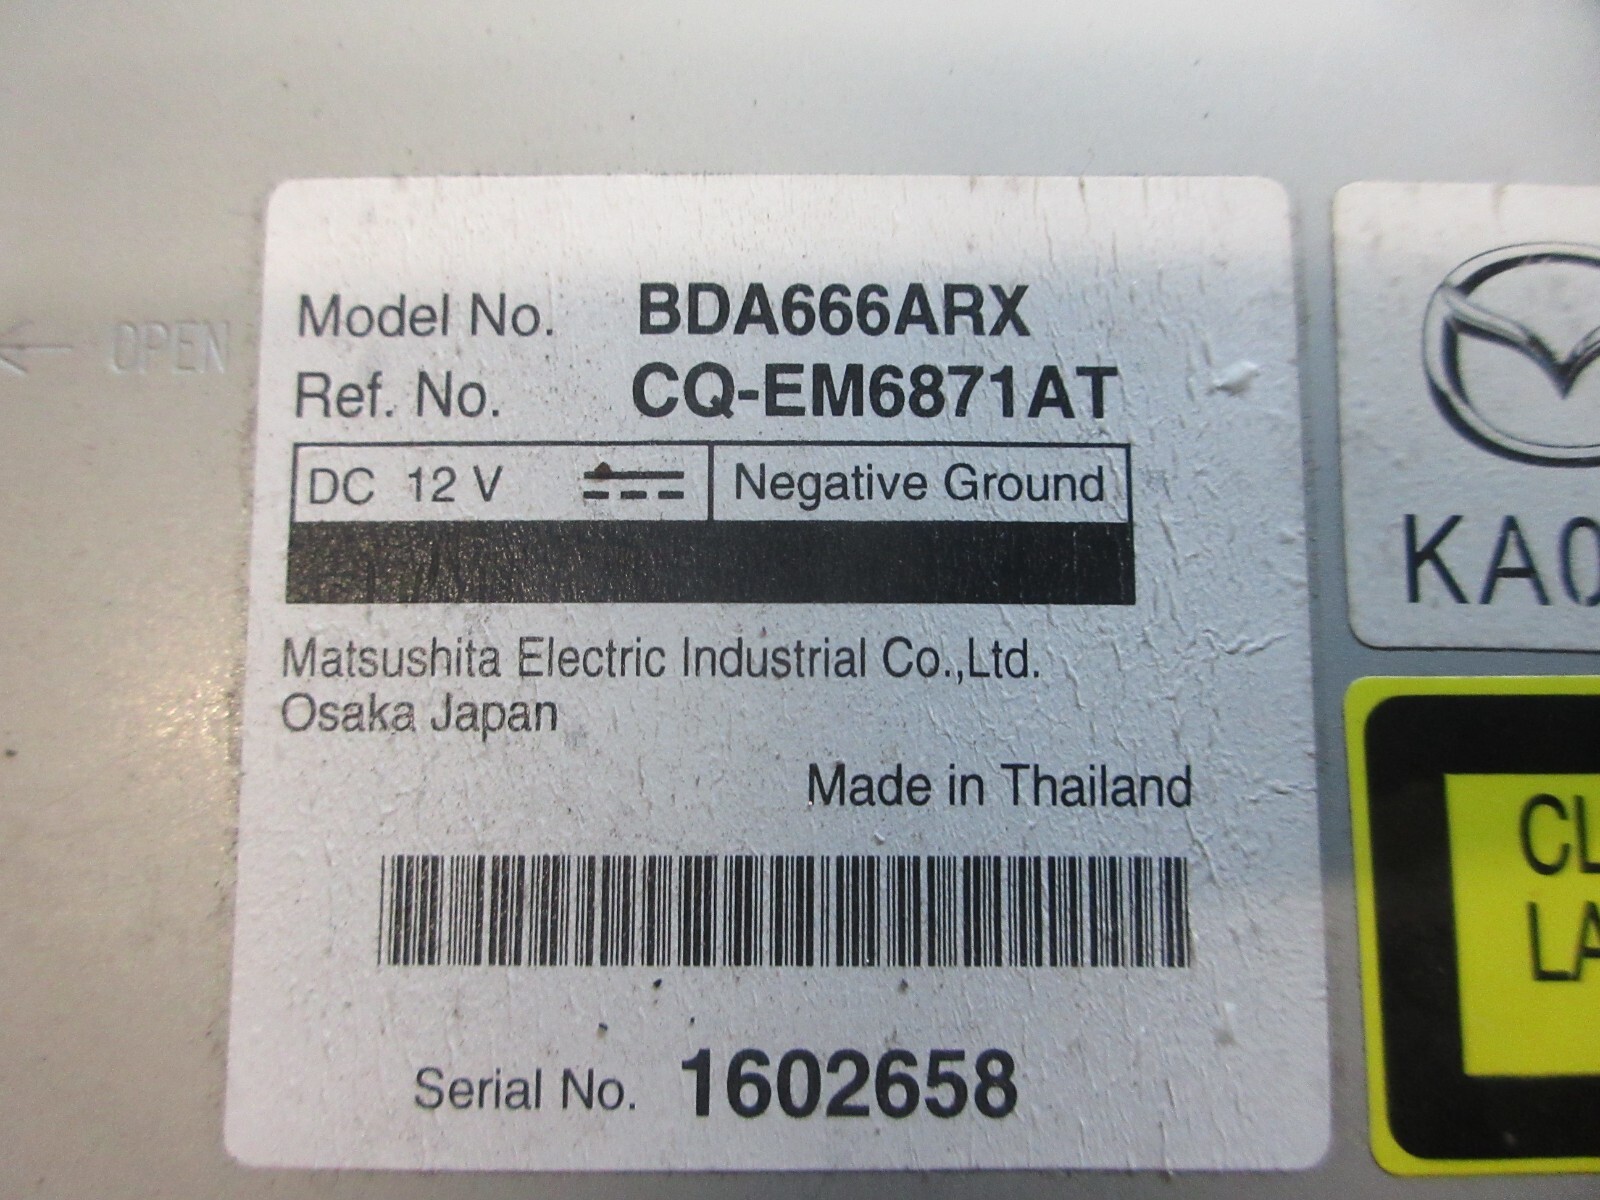 OPEN
Model No. BDA666ARX
Ref. No. CQ-EM6871AT
DC 12 V Negative Ground
Matsushita Electric Industrial Co.,Ltd.
Osaka Japan
Made in Thailand
Serial No. 1602658
KA0
CL
LA